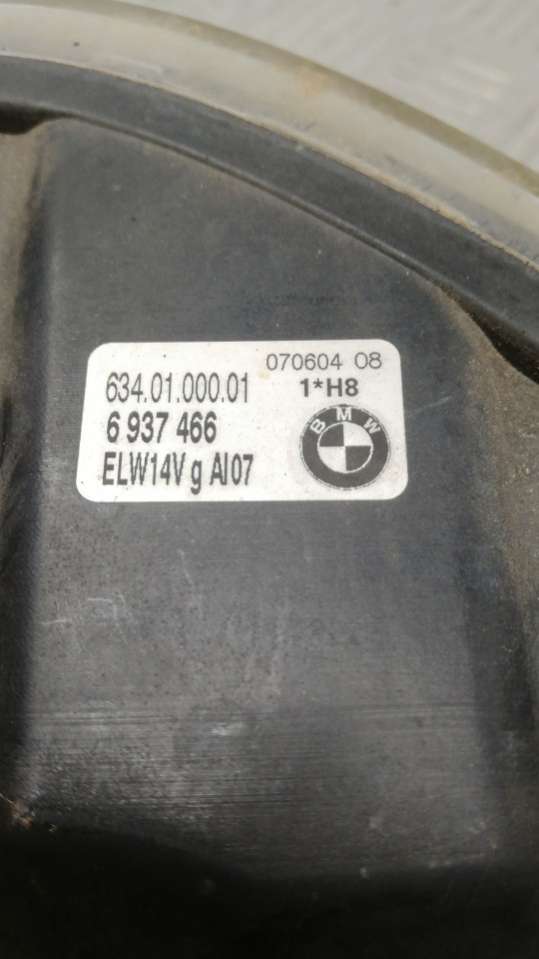 070604 08
634.01.000.01 1*H8
6 937 466
ELW14V g AI07
BMW